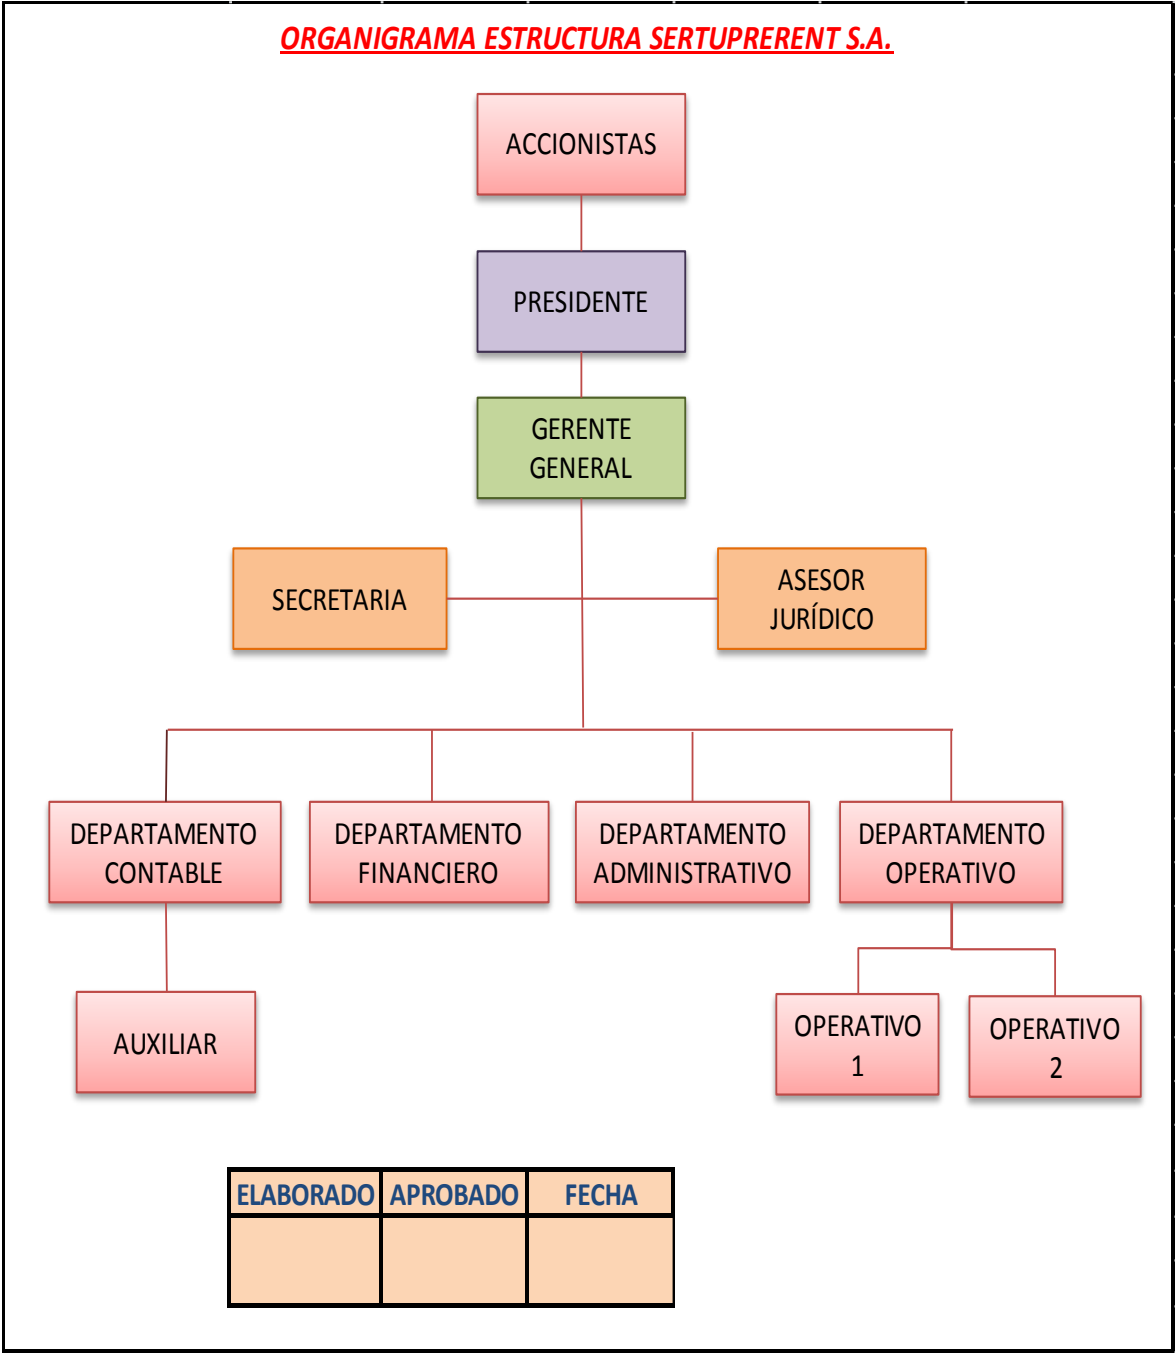 ORGANIGRAMA ESTRUCTURA SERTUPRERENT S.A.
ACCIONISTAS
PRESIDENTE
GERENTE
GENERAL
SECRETARIA
ASESOR
JURÍDICO
DEPARTAMENTO
CONTABLE
DEPARTAMENTO
FINANCIERO
DEPARTAMENTO
ADMINISTRATIVO
DEPARTAMENTO
OPERATIVO
AUXILIAR
OPERATIVO
1
OPERATIVO
2
ELABORADO APROBADO FECHA